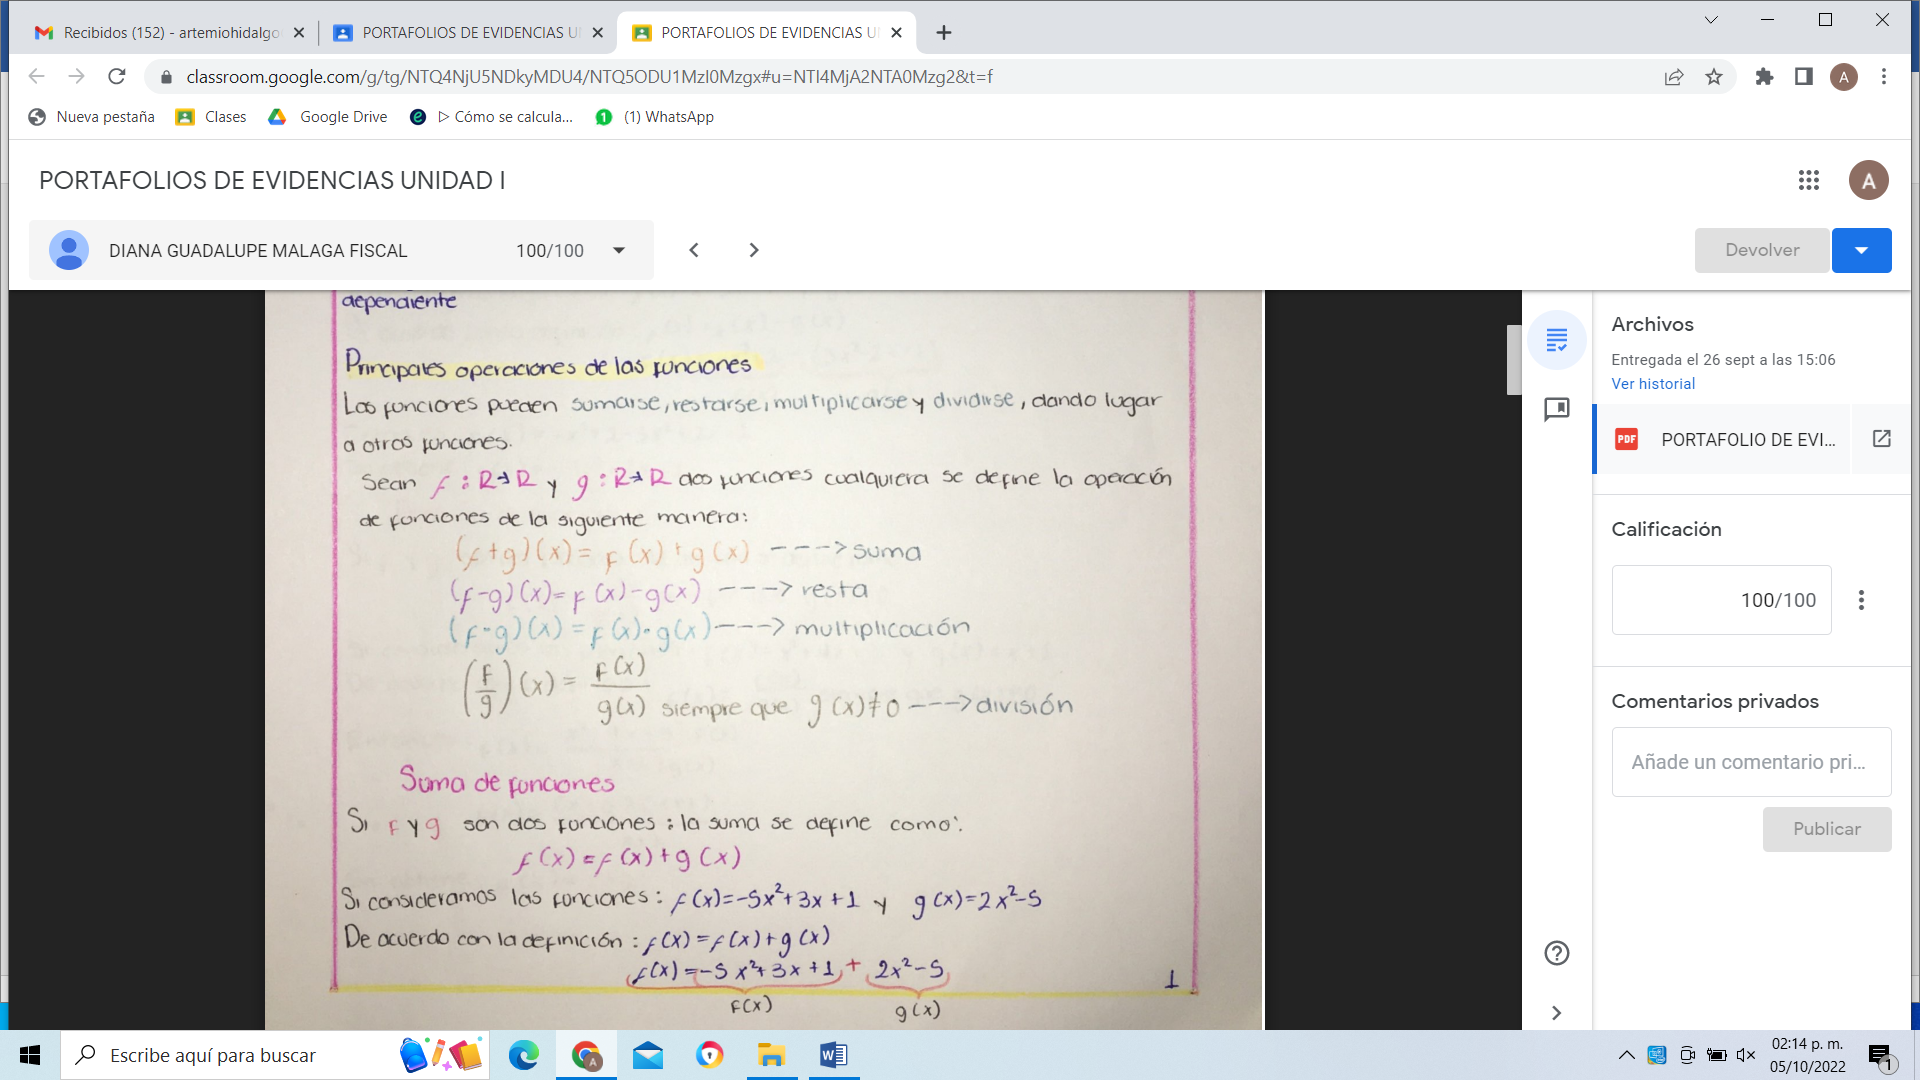 Recibidos (152) - artemiohidalgo
PORTAFOLIOS DE EVIDENCIAS U
PORTAFOLIOS DE EVIDENCIAS U
classroom.google.com/g/tg/NTQ4NjU5NDkyMDU4/NTQ5ODU1MzI0Mzgx#u=NTI4MjA2NTA0Mzg2&t=f
A
Nueva pestaña
Clases
Google Drive
▷ Cómo se calcula...
(1) WhatsApp
PORTAFOLIOS DE EVIDENCIAS UNIDAD I
A
DIANA GUADALUPE MALAGA FISCAL 100/100
Devolver
dependiente
Principales operaciones de las funciones
Las funciones pueden sumarse, restarse, multiplicarse y dividirse, dando lugar
a otras funciones.
Sean f : R→R y g : R→R dos funciones cualquiera se define la operación
de funciones de la siguiente manera:
(f+g)(x)= f(x)+g(x) ---> suma
(f-g)(x)= f(x)-g(x) ---> resta
(f·g)(x)=f(x)·g(x) ---> multiplicación
(f/g)(x) = f(x)/g(x) siempre que g(x)≠0 ---> división
Suma de funciones
Si f y g son dos funciones: la suma se define como:
f(x)=f(x)+g(x)
Si consideramos las funciones: f(x)=-5x²+3x+1 y g(x)=2x²-5
De acuerdo con la definición: f(x)=f(x)+g(x)
f(x)=-5x²+3x+1 + 2x²-5
f(x) g(x)
1
Archivos
Entregada el 26 sept a las 15:06
Ver historial
PDF PORTAFOLIO DE EVI...
Calificación
100/100
Comentarios privados
Añade un comentario pri...
Publicar
Escribe aquí para buscar
02:14 p. m.
05/10/2022
1